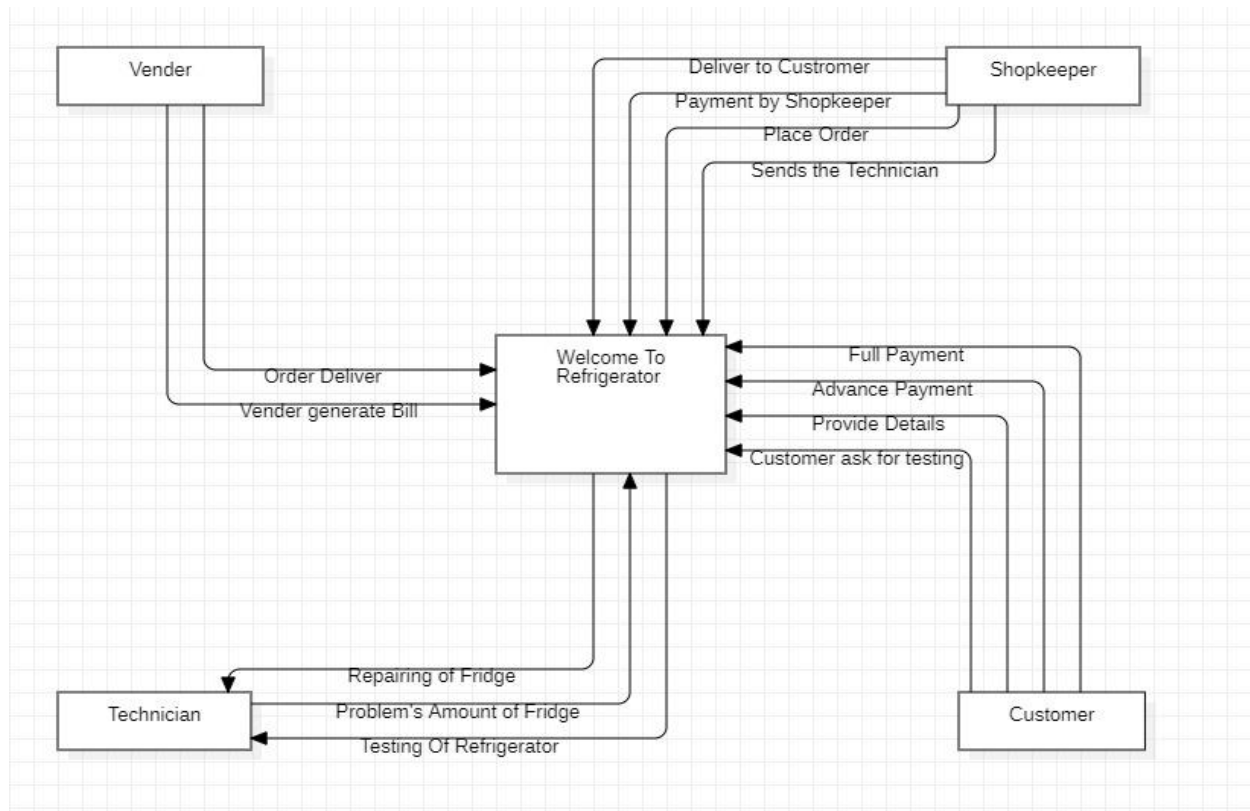 Vender
Shopkeeper
Deliver to Custromer
Payment by Shopkeeper
Place Order
Sends the Technician
Welcome To
Refrigerator
Order Deliver
Vender generate Bill
Full Payment
Advance Payment
Provide Details
Customer ask for testing
Repairing of Fridge
Problem's Amount of Fridge
Testing Of Refrigerator
Technician
Customer